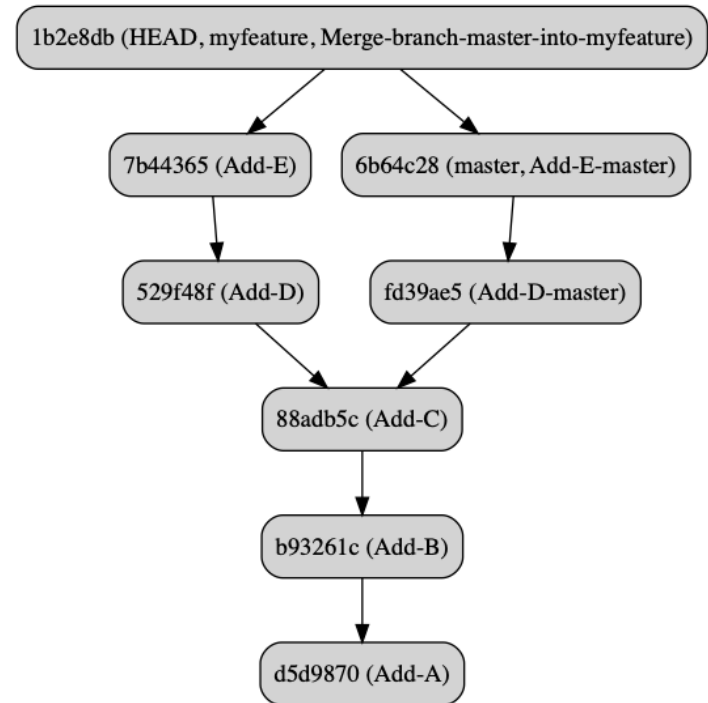 1b2e8db (HEAD, myfeature, Merge-branch-master-into-myfeature)
7b44365 (Add-E)
6b64c28 (master, Add-E-master)
529f48f (Add-D)
fd39ae5 (Add-D-master)
88adb5c (Add-C)
b93261c (Add-B)
d5d9870 (Add-A)